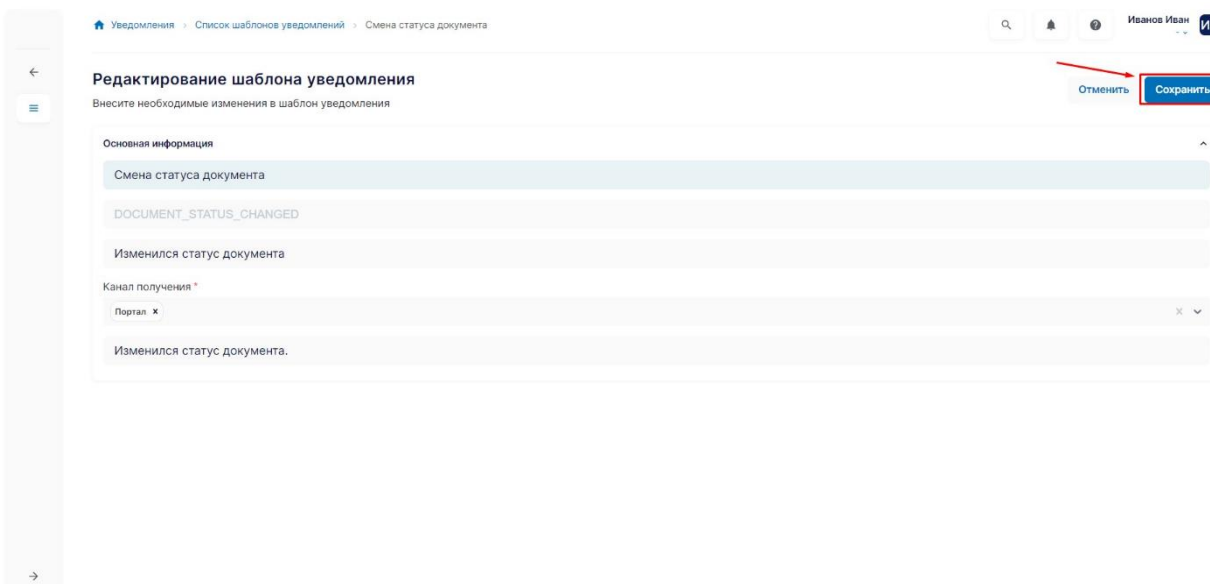 Уведомления > Список шаблонов уведомлений > Смена статуса документа
Иванов Иван
И
Редактирование шаблона уведомления
Внесите необходимые изменения в шаблон уведомления
Отменить
Сохранить
Основная информация
Смена статуса документа
DOCUMENT_STATUS_CHANGED
Изменился статус документа
Канал получения *
Портал x
Изменился статус документа.